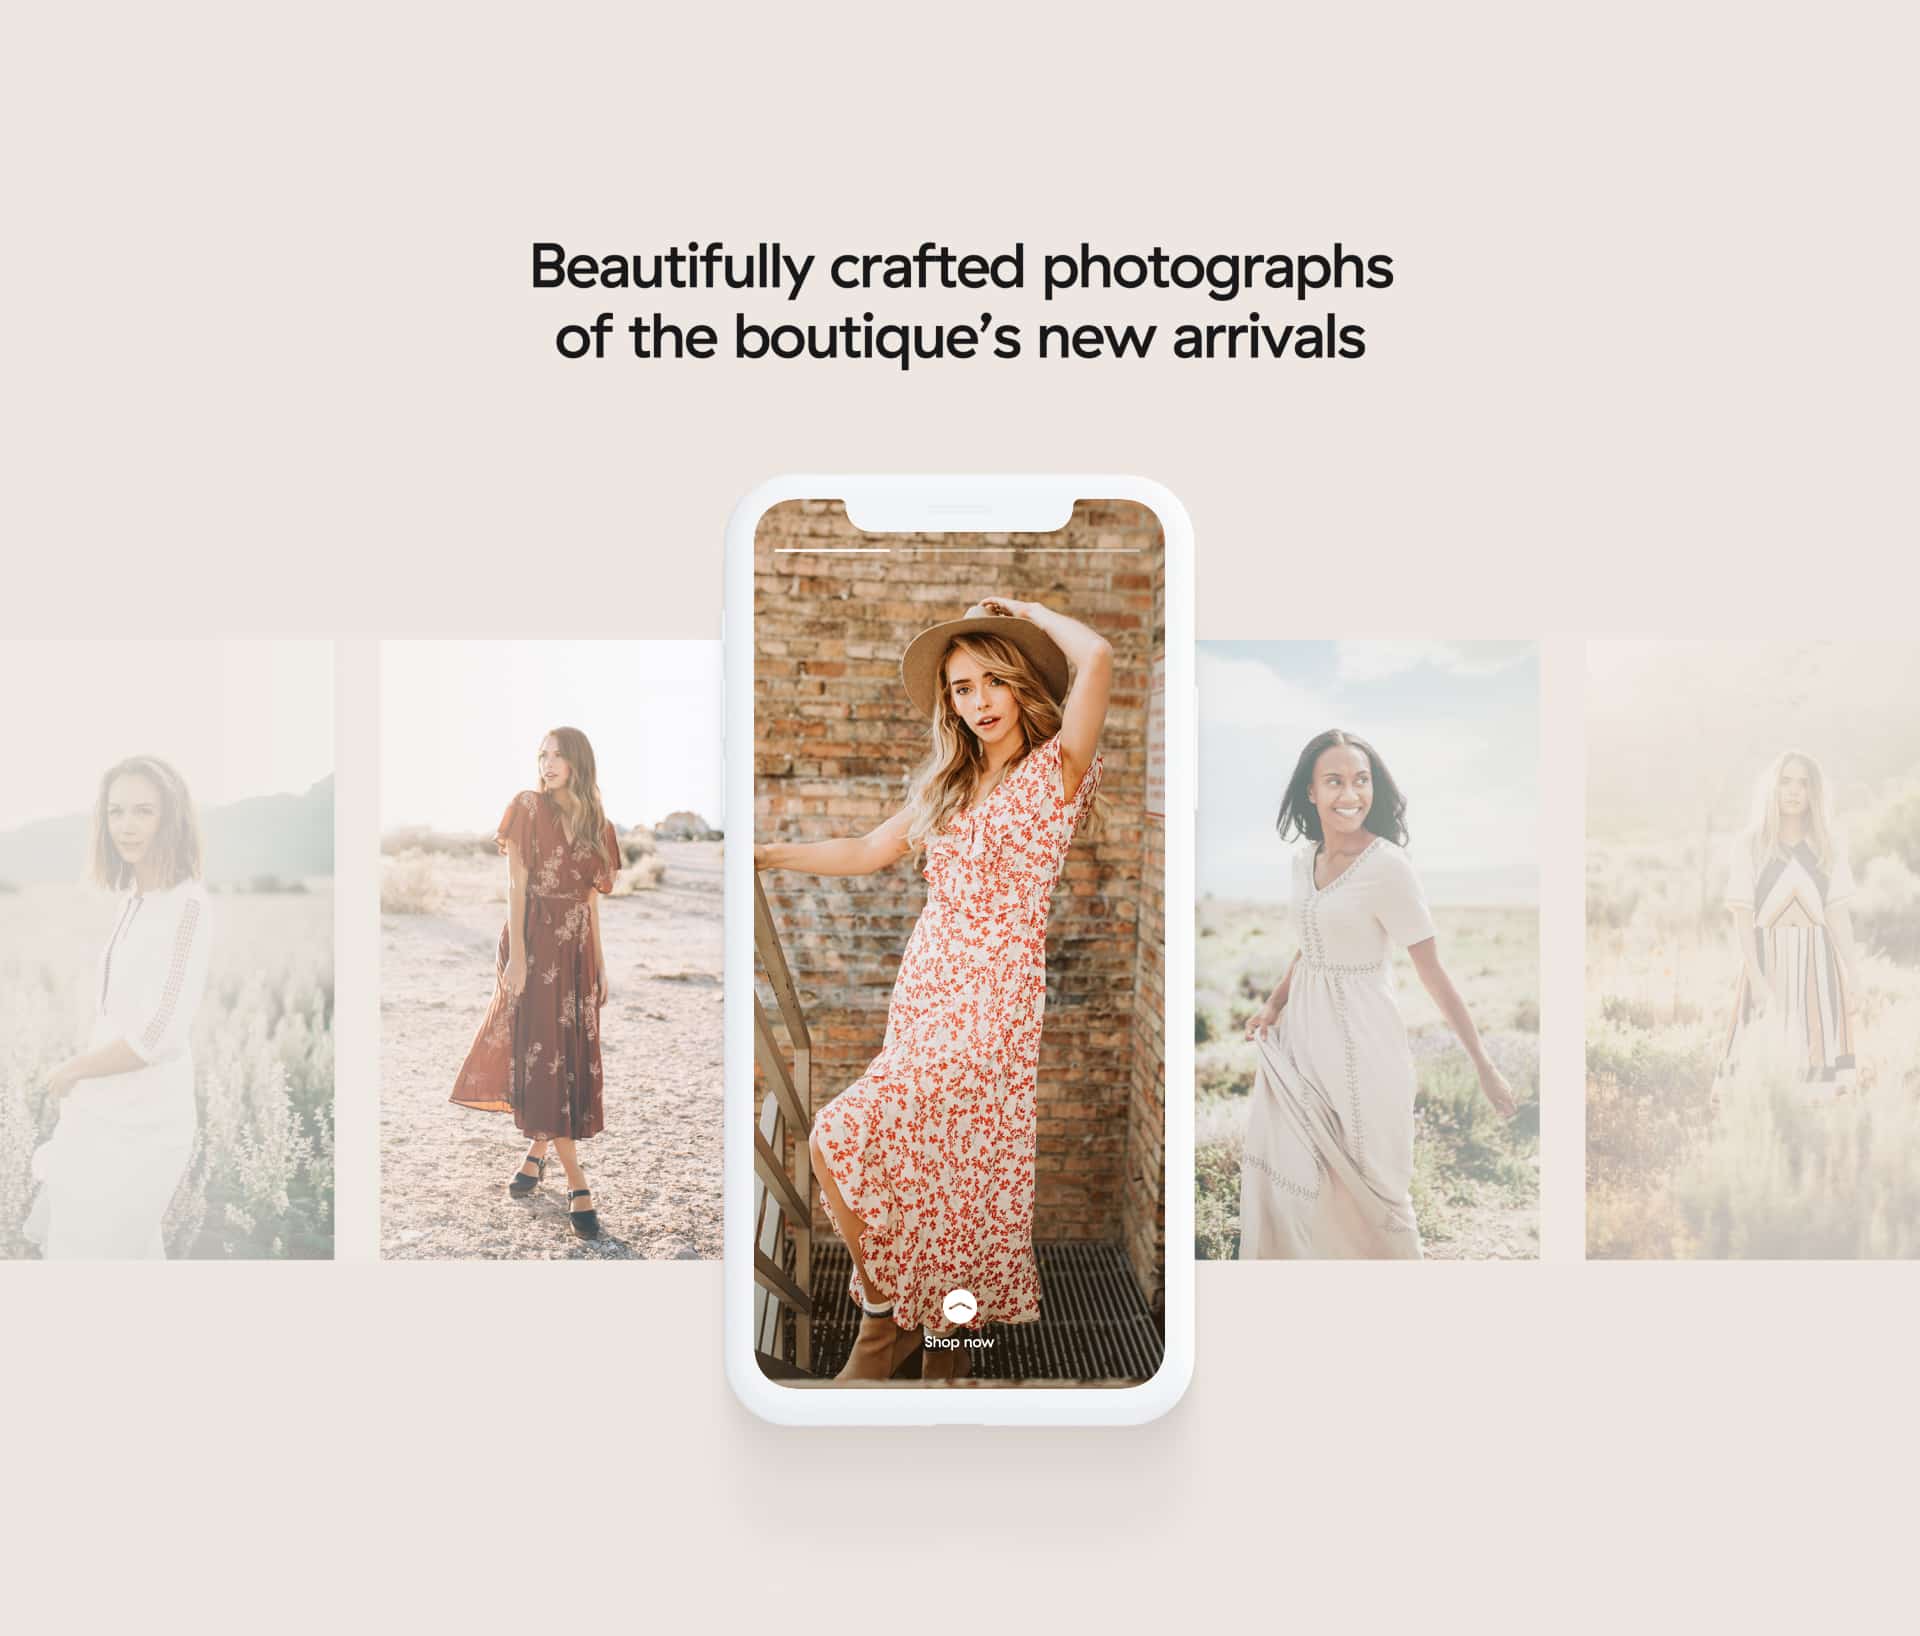 Beautifully crafted photographs
of the boutique’s new arrivals
Shop now